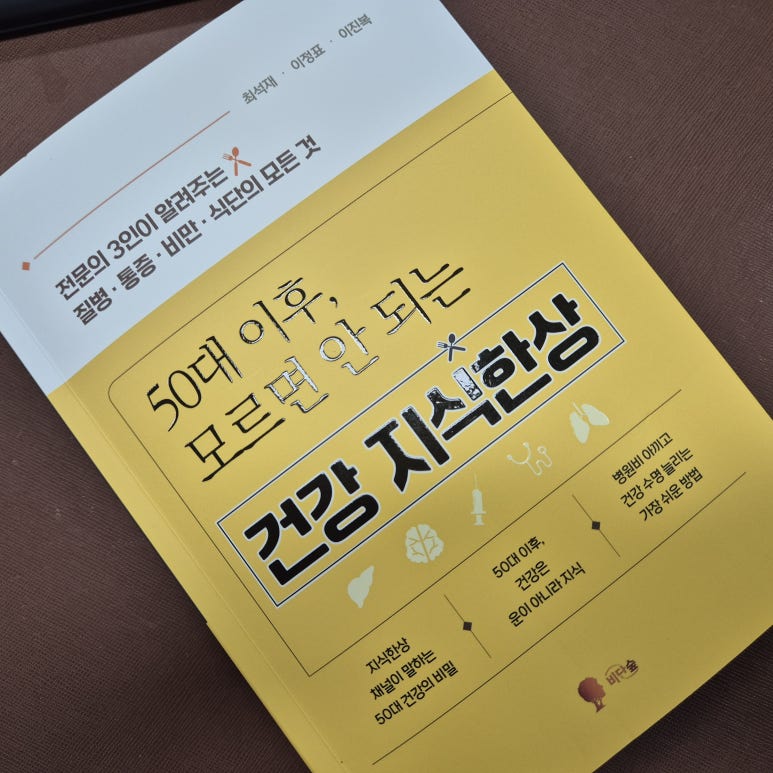 최석재 · 이정표 · 이진복
전문의 3인이 알려주는
질병 · 통증 · 비만 · 식단의 모든 것
50대 이후,
모르면 안 되는
건강 지식한상
지식한상
채널이 말하는
50대 건강의 비밀
50대 이후,
건강은
운이 아니라 지식
병원비 아끼고
건강 수명 늘리는
가장 쉬운 방법
비단숲